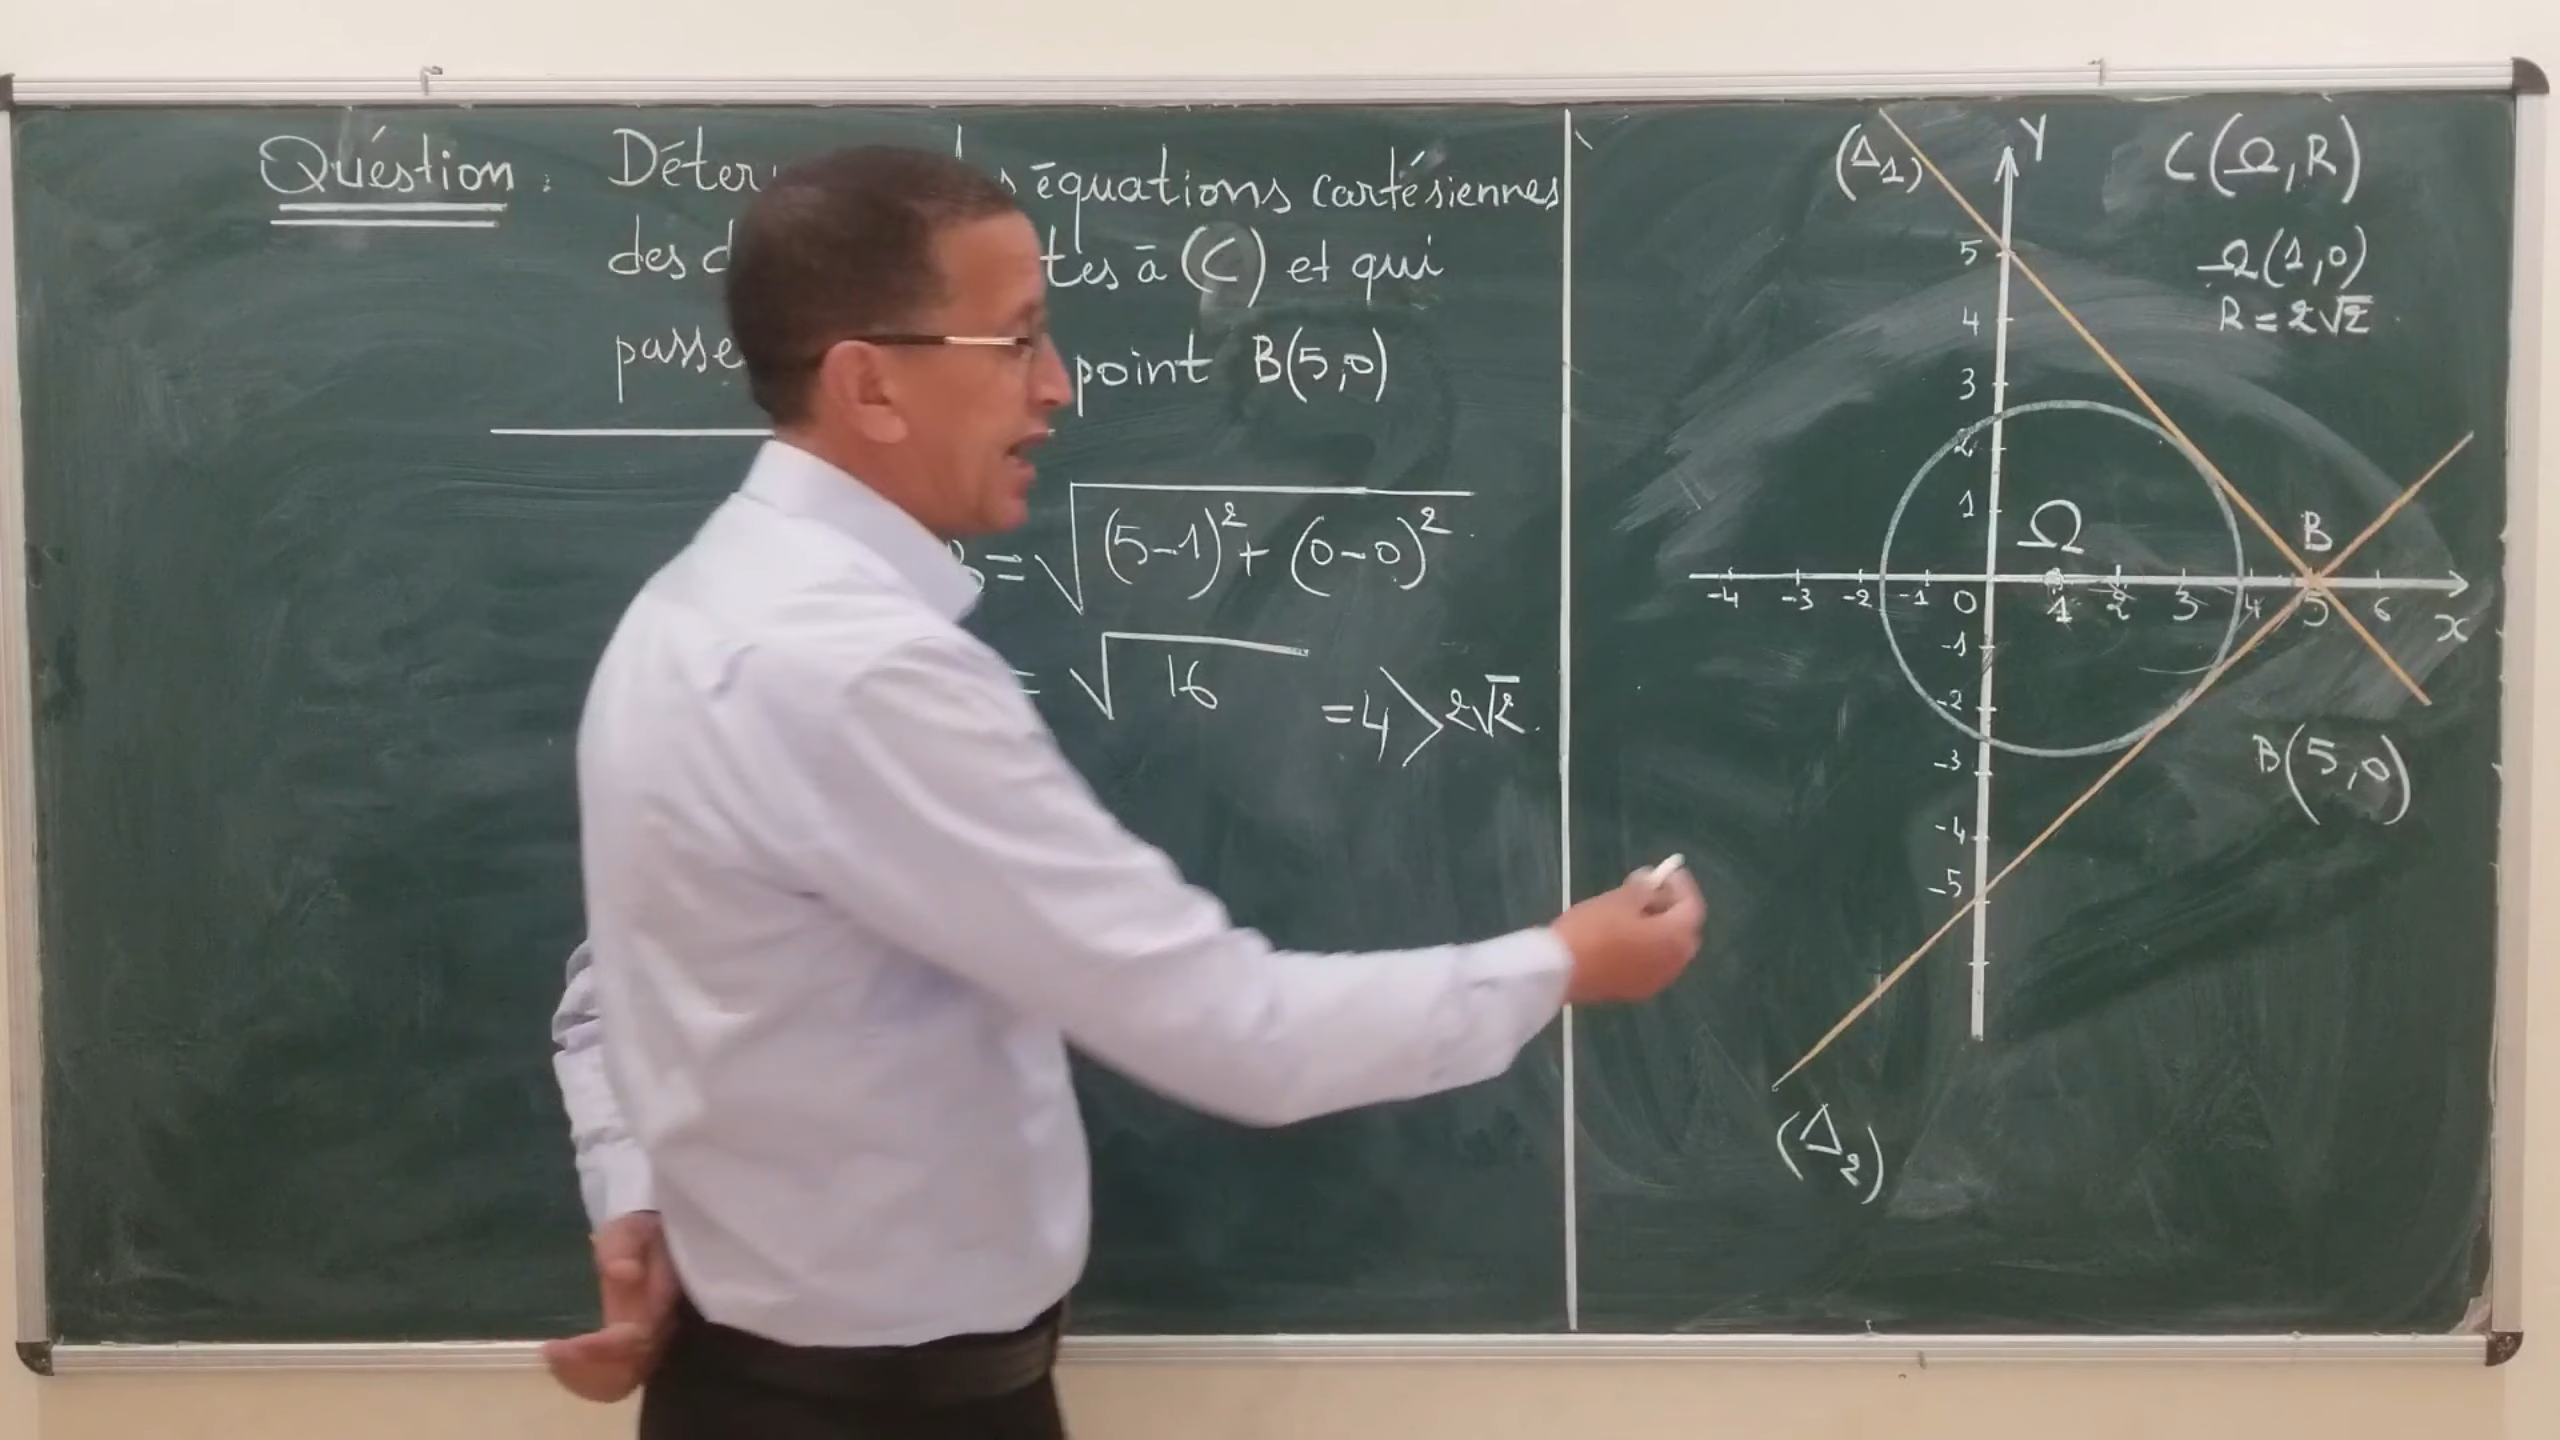 Quéstion : Déter s équations cartésiennes
des d tes à (C) et qui
passe point B(5,0)
B = √(5-1)² + (0-0)²
= √16 = 4 > 2√2.
(Δ1)
Y
C(Ω,R)
Ω(1,0)
R = 2√2
5
4
3
2
1
Ω
B
-4 -3 -2 -1 0 1 2 3 4 5 6
x
-1
-2
-3
-4
-5
B(5,0)
(Δ2)